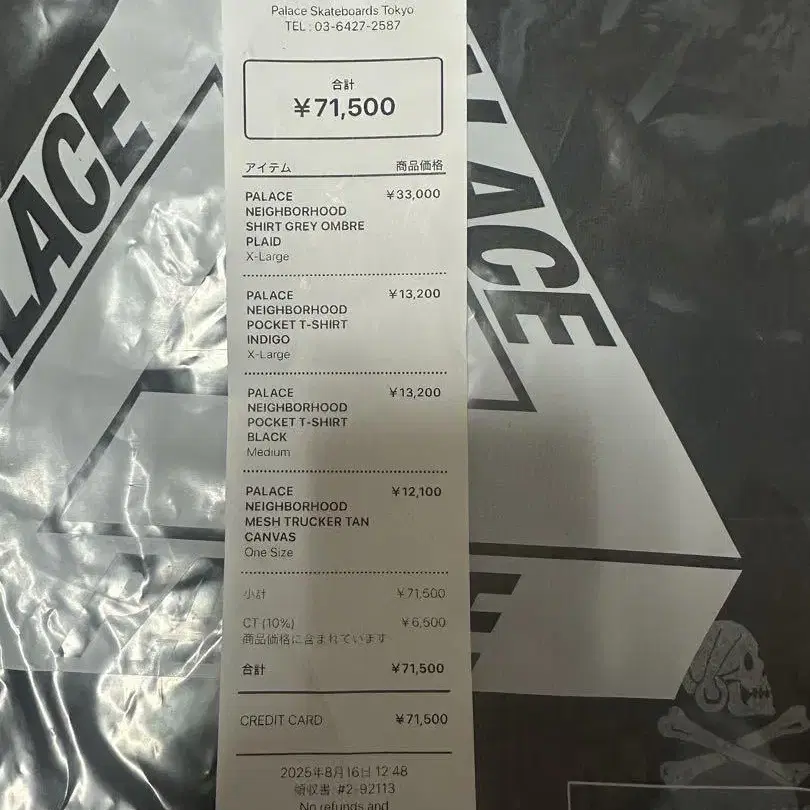 Palace Skateboards Tokyo
TEL : 03-6427-2587
合計
￥71,500
アイテム 商品価格
PALACE ￥33,000
NEIGHBORHOOD
SHIRT GREY OMBRE
PLAID
X-Large
PALACE ￥13,200
NEIGHBORHOOD
POCKET T-SHIRT
INDIGO
X-Large
PALACE ￥13,200
NEIGHBORHOOD
POCKET T-SHIRT
BLACK
Medium
PALACE ￥12,100
NEIGHBORHOOD
MESH TRUCKER TAN
CANVAS
One Size
小計 ￥71,500
CT (10%) ￥6,500
商品価格に含まれています
合計 ￥71,500
CREDIT CARD ￥71,500
2025年8月16日 12:48
領収書 #2-92113
No refunds and
PALACE
PALACE